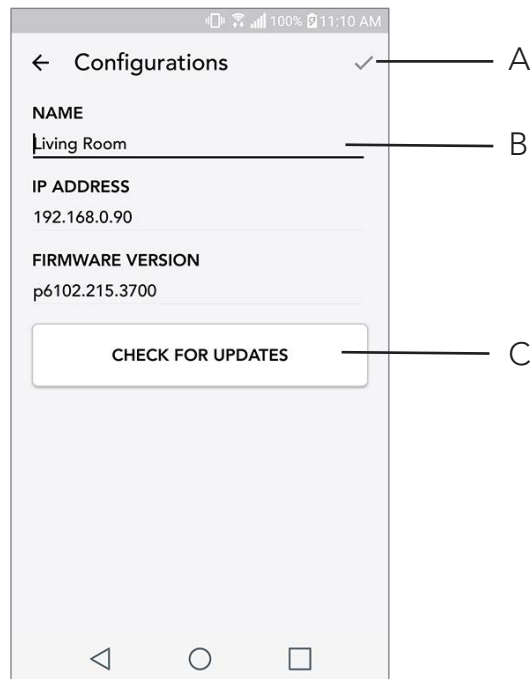 100% 11:10 AM
Configurations
A
NAME
Living Room
B
IP ADDRESS
192.168.0.90
FIRMWARE VERSION
p6102.215.3700
CHECK FOR UPDATES
C